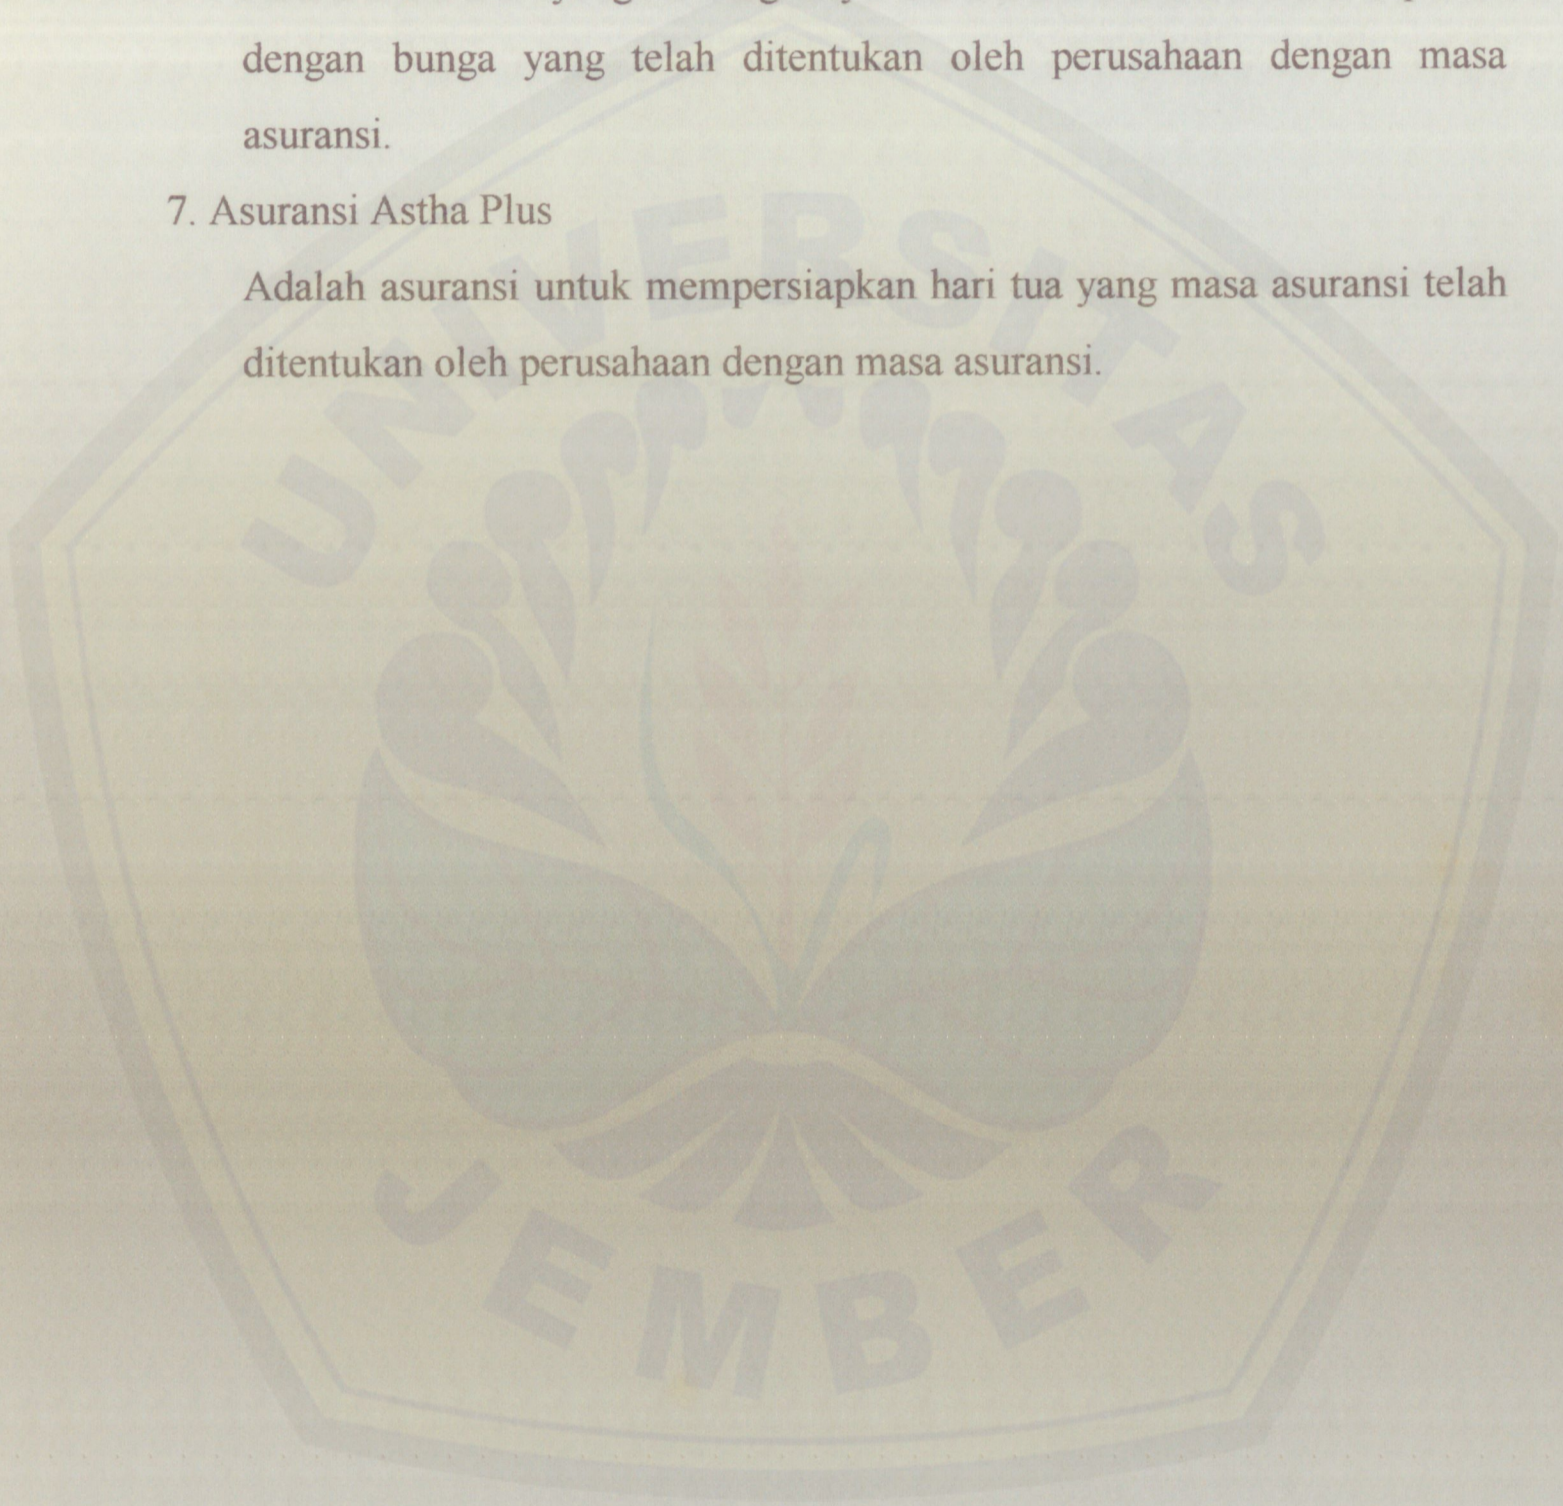 dengan bunga yang telah ditentukan oleh perusahaan dengan masa
asuransi.
7. Asuransi Astha Plus
Adalah asuransi untuk mempersiapkan hari tua yang masa asuransi telah
ditentukan oleh perusahaan dengan masa asuransi.
UNIVERSITAS
JEMBER